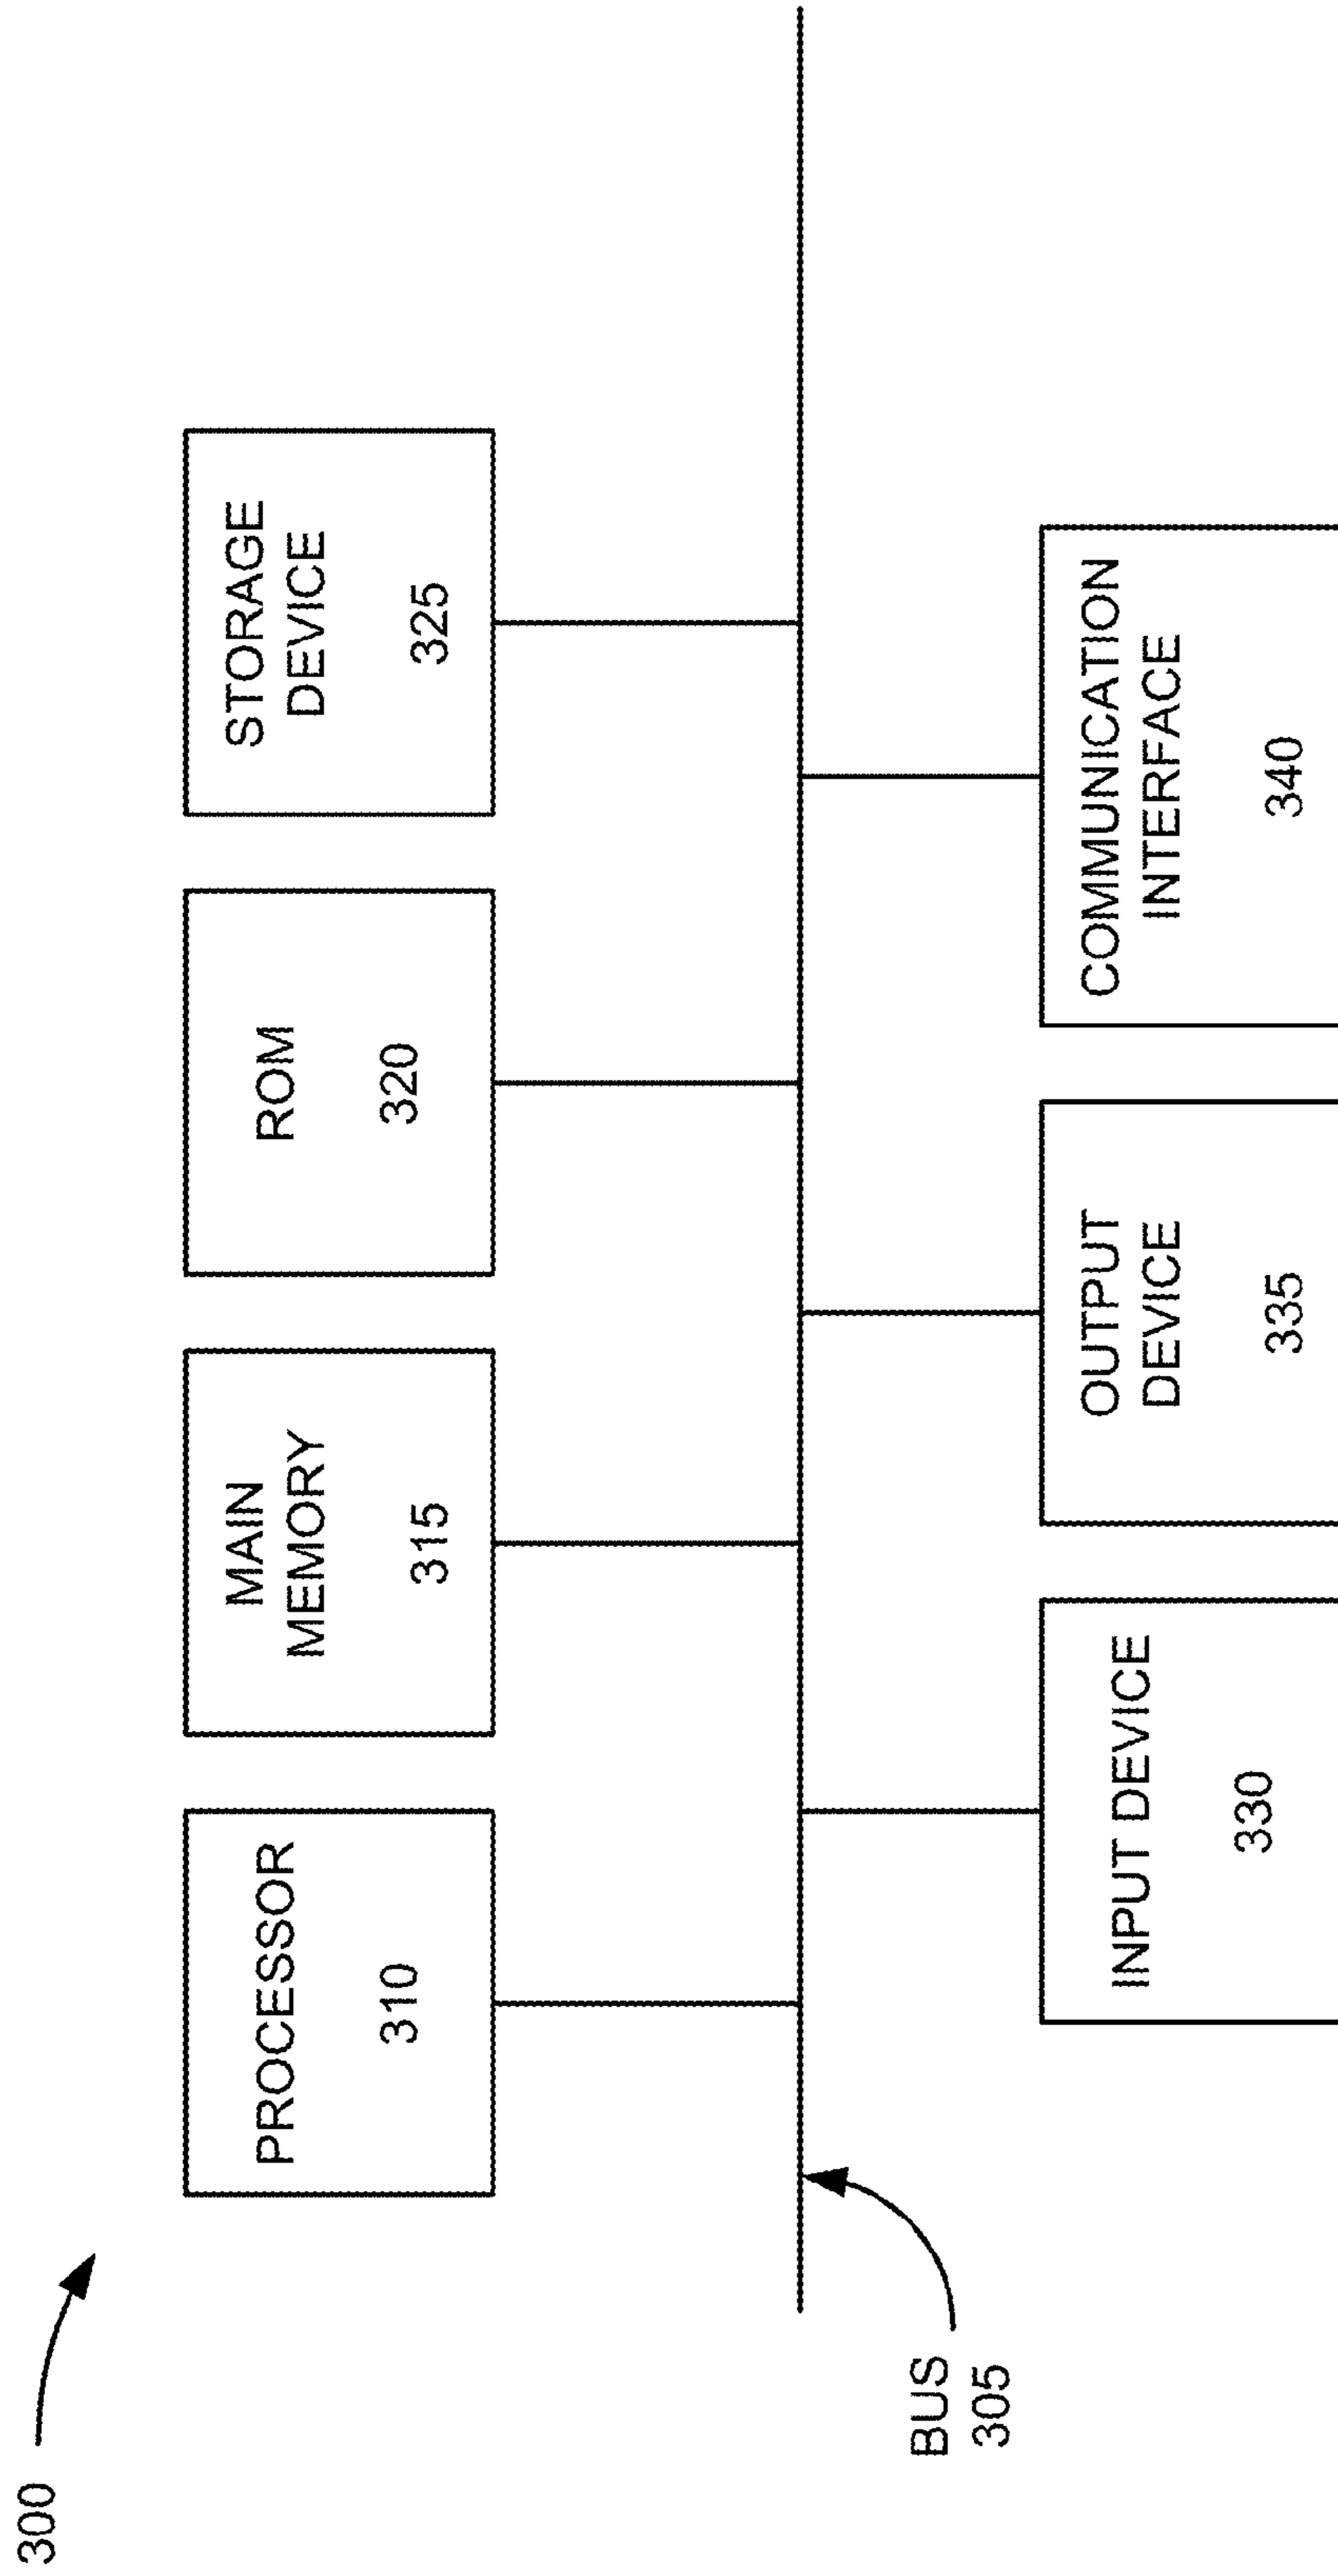 300
PROCESSOR
310
MAIN
MEMORY
315
ROM
320
STORAGE
DEVICE
325
BUS
305
INPUT DEVICE
330
OUTPUT
DEVICE
335
COMMUNICATION
INTERFACE
340